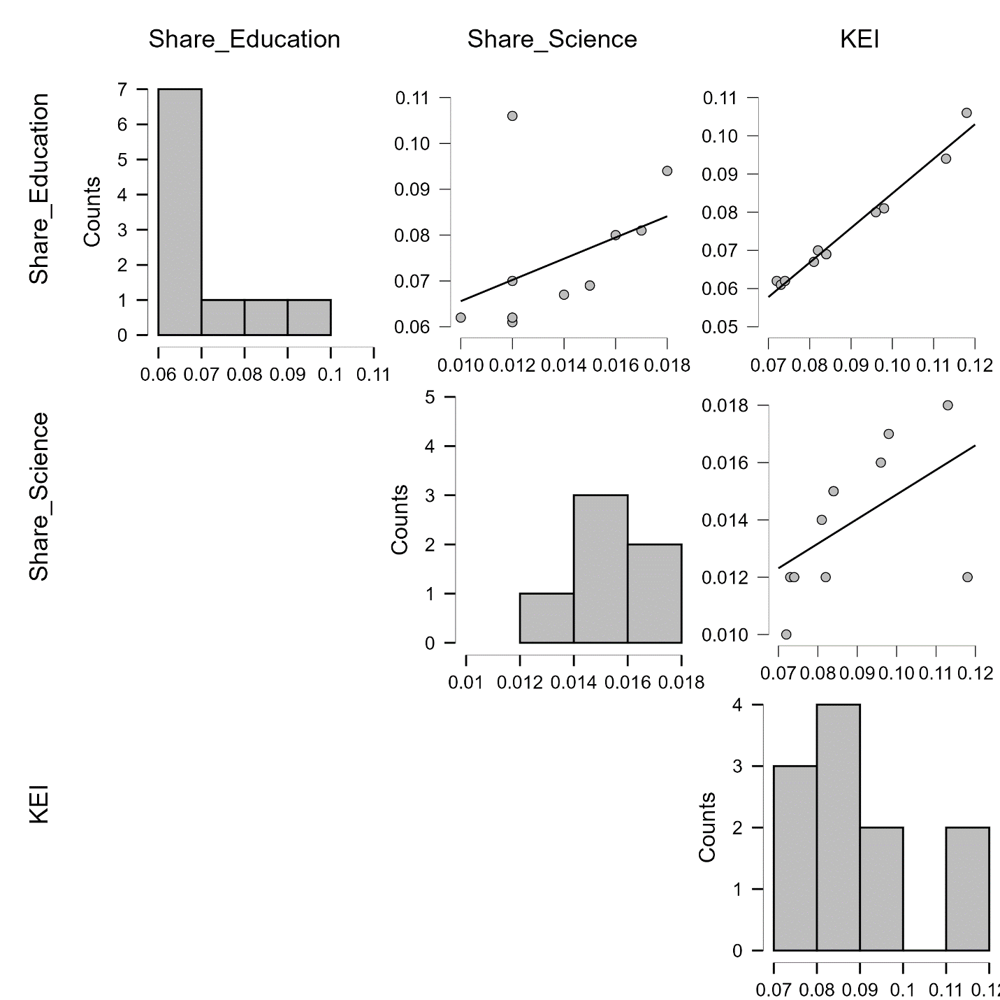 Share_Education Share_Science KEI
Share_Education
Counts
7
6
5
4
3
2
1
0
0.06 0.07 0.08 0.09 0.1 0.11
0.11
0.10
0.09
0.08
0.07
0.06
0.010 0.012 0.014 0.016 0.018
0.11
0.10
0.09
0.08
0.07
0.06
0.05
0.07 0.08 0.09 0.10 0.11 0.12
Share_Science
Counts
5
4
3
2
1
0
0.01 0.012 0.014 0.016 0.018
0.018
0.016
0.014
0.012
0.010
0.07 0.08 0.09 0.10 0.11 0.12
KEI
Counts
4
3
2
1
0
0.07 0.08 0.09 0.1 0.11 0.12